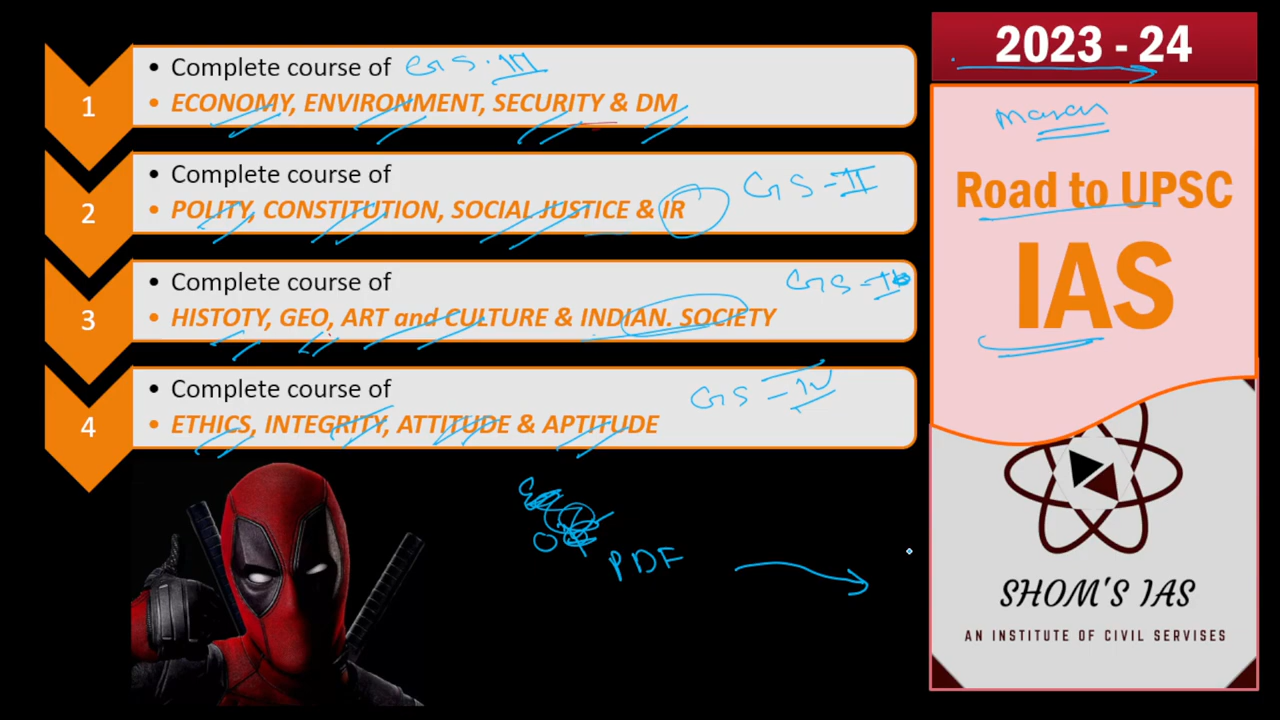 1
• Complete course of GS.III
• ECONOMY, ENVIRONMENT, SECURITY & DM
2
• Complete course of GS-II
• POLITY, CONSTITUTION, SOCIAL JUSTICE & IR
3
• Complete course of GS-I
• HISTOTY, GEO, ART and CULTURE & INDIAN. SOCIETY
4
• Complete course of GS-IV
• ETHICS, INTEGRITY, ATTITUDE & APTITUDE
PDF
2023 - 24
Road to UPSC
IAS
SHOM'S IAS
AN INSTITUTE OF CIVIL SERVISES